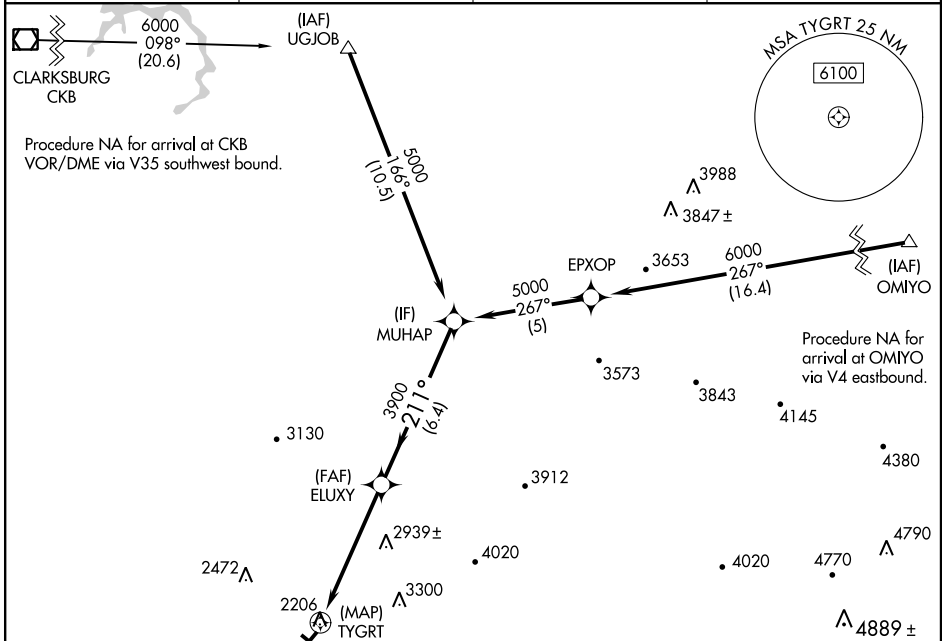 6000
098°
(20.6)
(IAF)
UGJOB
CLARKSBURG
CKB
MSA TYGRT 25 NM
6100
Procedure NA for arrival at CKB
VOR/DME via V35 southwest bound.
5000
166°
(10.5)
3988
3847 ±
EPXOP
3653
6000
267°
(16.4)
(IAF)
OMIYO
5000
267°
(5)
(IF)
MUHAP
Procedure NA for
arrival at OMIYO
via V4 eastbound.
3573
3843
4145
3900
211°
(6.4)
3130
4380
(FAF)
ELUXY
3912
2939 ±
4020
4790
2472
4020
4770
3300
2206
(MAP)
TYGRT
4889 ±